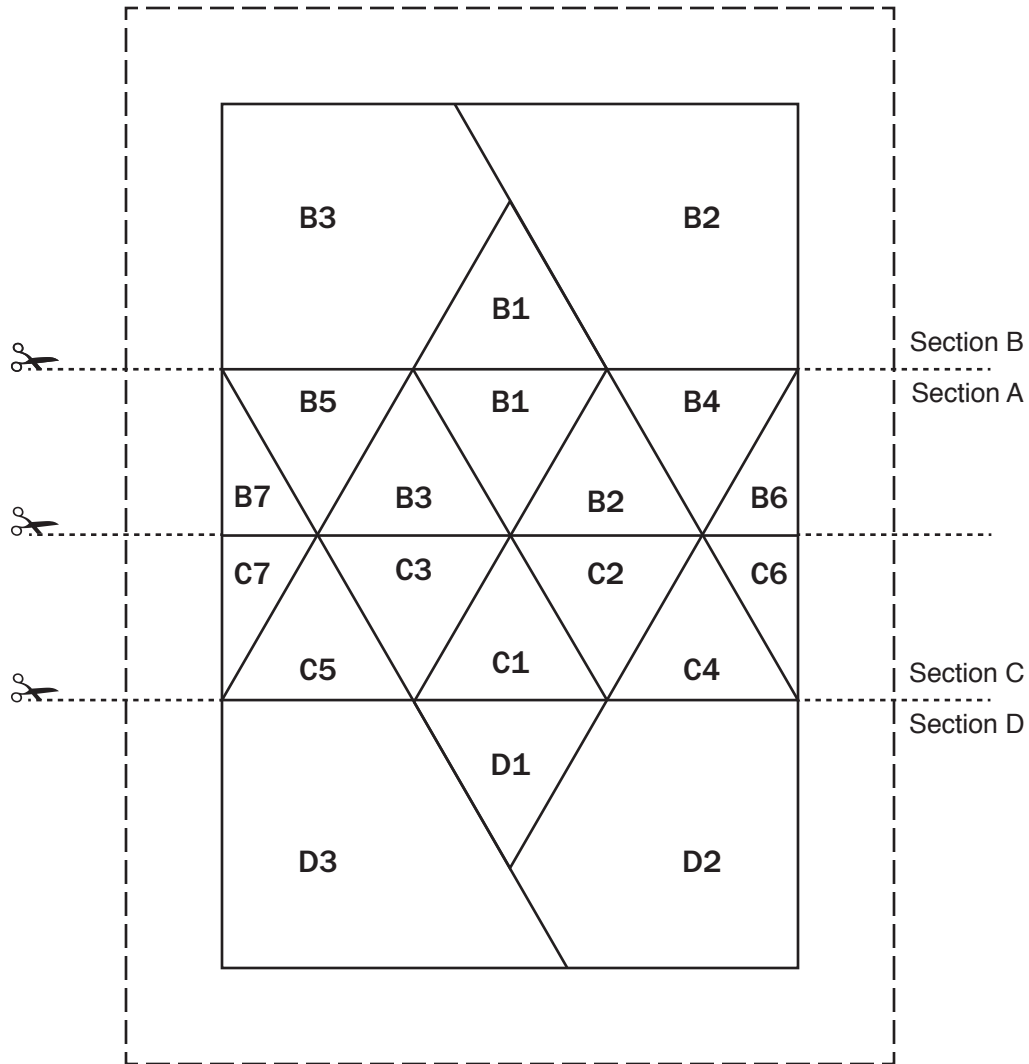 B3 B2
B1
Section B
Section A
B5 B1 B4
B7 B3 B2 B6
C7 C3 C2 C6
C5 C1 C4
Section C
Section D
D1
D3 D2